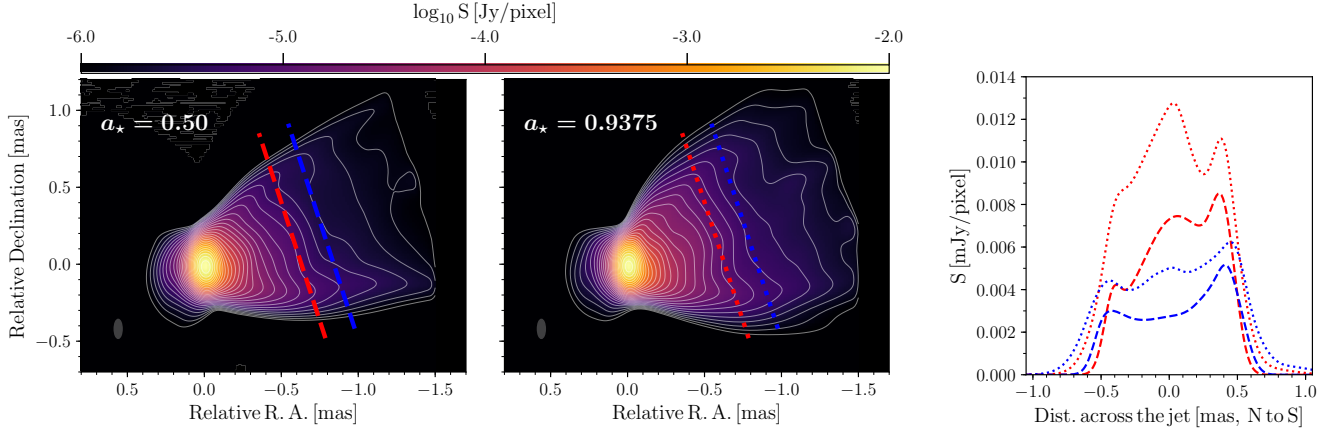 log₁₀ S [Jy/pixel]
-6.0 -5.0 -4.0 -3.0 -2.0
a⋆ = 0.50
a⋆ = 0.9375
Relative Declination [mas]
1.0
0.5
0.0
−0.5
0.5 0.0 −0.5 −1.0 −1.5
Relative R. A. [mas]
0.5 0.0 −0.5 −1.0 −1.5
Relative R. A. [mas]
S [mJy/pixel]
0.014
0.012
0.010
0.008
0.006
0.004
0.002
0.000
−1.0 −0.5 0.0 0.5 1.0
Dist. across the jet [mas, N to S]